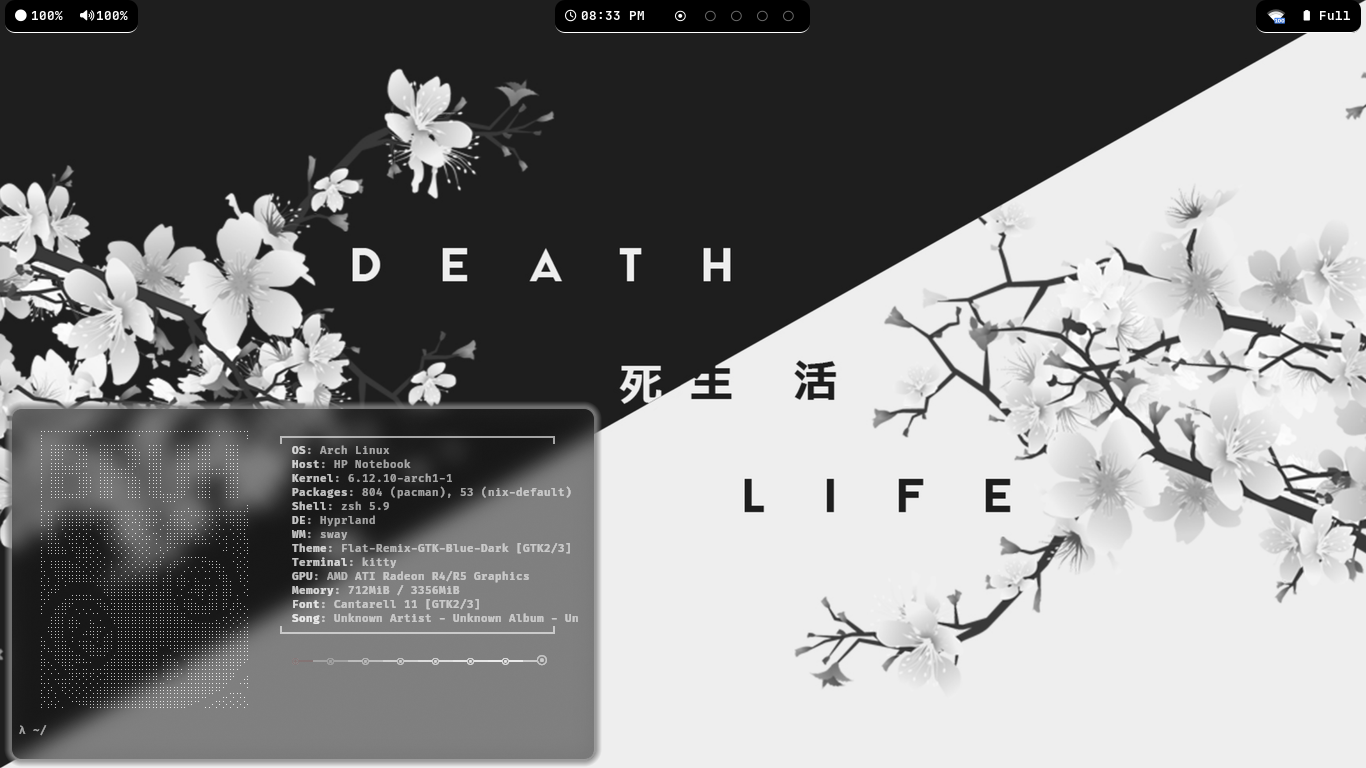 100% 100%
08:33 PM
Full
DEATH
死生活
LIFE
OS: Arch Linux
Host: HP Notebook
Kernel: 6.12.10-arch1-1
Packages: 804 (pacman), 53 (nix-default)
Shell: zsh 5.9
DE: Hyprland
WM: sway
Theme: Flat-Remix-GTK-Blue-Dark [GTK2/3]
Terminal: kitty
GPU: AMD ATI Radeon R4/R5 Graphics
Memory: 712MiB / 3356MiB
Font: Cantarell 11 [GTK2/3]
Song: Unknown Artist - Unknown Album - Un
λ ~/